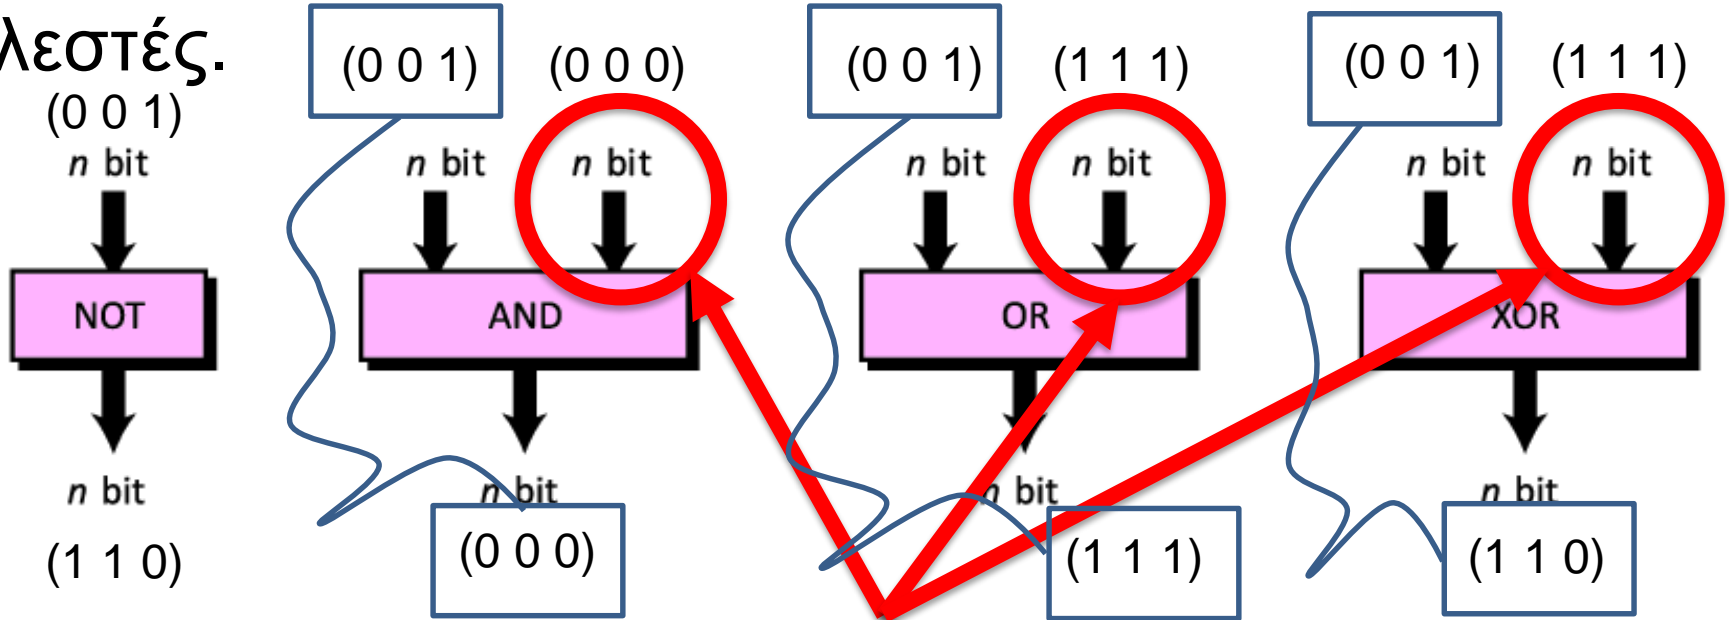 λεστές.
(0 0 1) (0 0 1) (0 0 0) (0 0 1) (1 1 1) (0 0 1) (1 1 1)
n bit n bit n bit n bit n bit n bit n bit
NOT AND OR XOR
n bit n bit n bit n bit
(1 1 0) (0 0 0) (1 1 1) (1 1 0)